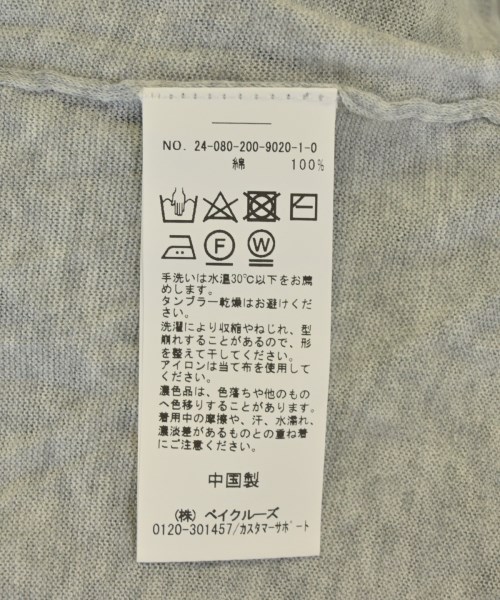 NO. 24-080-200-9020-1-0
綿 100%
F W
手洗いは水温30℃以下をお薦
めします。
タンブラー乾燥はお避けくだ
さい。
洗濯により収縮やねじれ、型
崩れすることがあるので、形
を整えて干してください。
アイロンは当て布を使用して
ください。
濃色品は、色落ちや他のもの
へ色移りすることがあります。
着用中の摩擦や、汗、水濡れ、
濃淡差があるものとの重ね着
にご注意ください。
中国製
(株) ベイクルーズ
0120-301457/カスタマーサポート